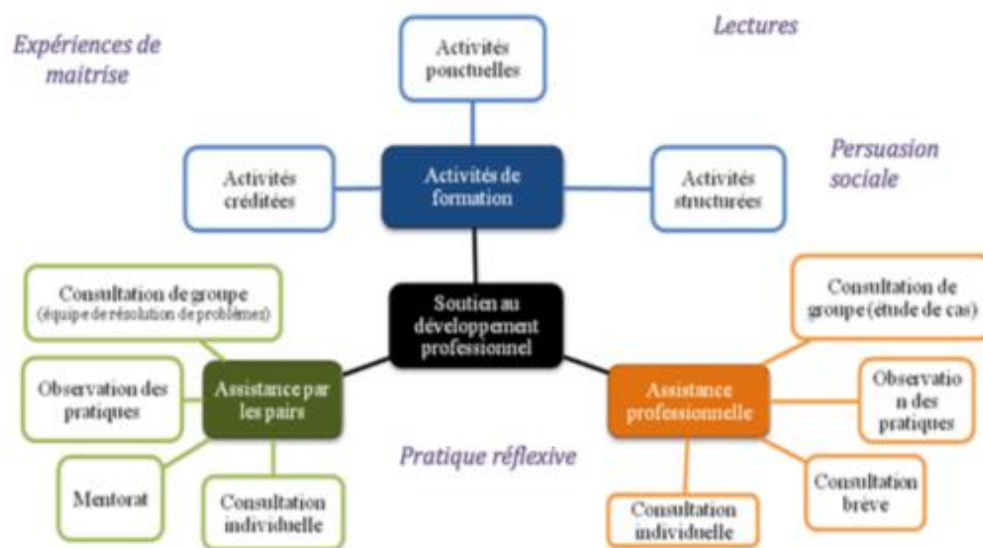 Expériences de
maitrise
Activités
ponctuelles
Lectures
Activités
créditées
Activités de
formation
Activités
structurées
Persuasion
sociale
Consultation de groupe
(équipe de résolution de problèmes)
Soutien au
développement
professionnel
Consultation de
groupe (étude de cas)
Observation des
pratiques
Assistance par
les pairs
Assistance
professionnelle
Observatio
n des
pratiques
Mentorat
Consultation
individuelle
Pratique réflexive
Consultation
individuelle
Consultation
brève